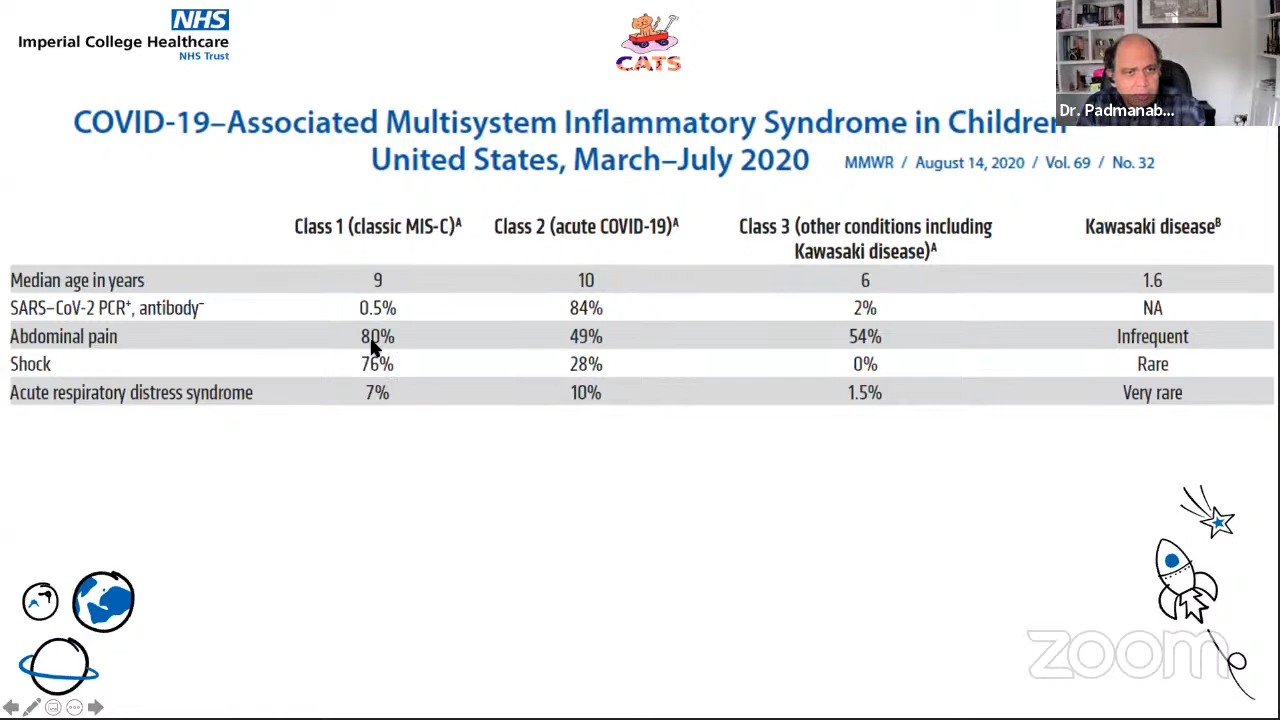 NHS
Imperial College Healthcare
NHS Trust
CATS
Dr. Padmanab...
COVID-19–Associated Multisystem Inflammatory Syndrome in Children
United States, March–July 2020 MMWR / August 14, 2020 / Vol. 69 / No. 32
Class 1 (classic MIS-C)ᴬ Class 2 (acute COVID-19)ᴬ Class 3 (other conditions including Kawasaki disease)ᴬ Kawasaki diseaseᴮ
Median age in years 9 10 6 1.6
SARS–CoV-2 PCR⁺, antibody⁻ 0.5% 84% 2% NA
Abdominal pain 80% 49% 54% Infrequent
Shock 76% 28% 0% Rare
Acute respiratory distress syndrome 7% 10% 1.5% Very rare
zoom